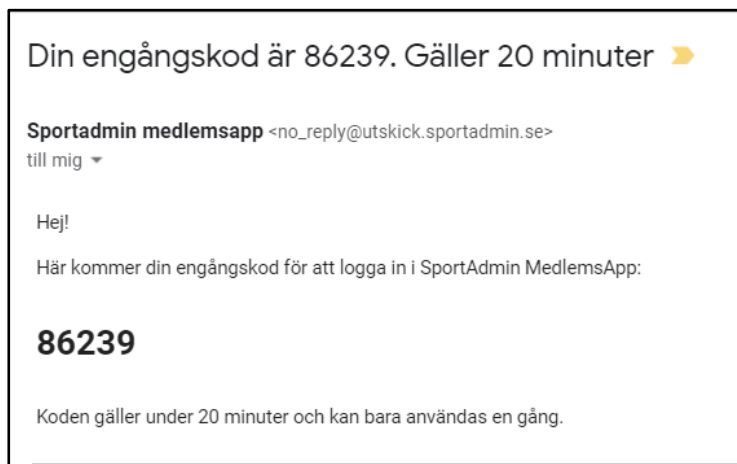 Din engångskod är 86239. Gäller 20 minuter
Sportadmin medlemsapp <no_reply@utskick.sportadmin.se>
till mig
Hej!
Här kommer din engångskod för att logga in i SportAdmin MedlemsApp:
86239
Koden gäller under 20 minuter och kan bara användas en gång.